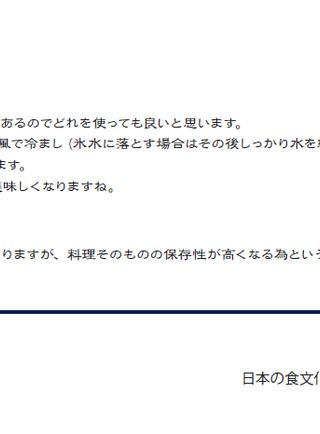 あるのでどれを使っても良いと思います。
風で冷まし (氷水に落とす場合はその後しっかり水を
ます。
味しくなりますね。
りますが、料理そのものの保存性が高くなる為という
日本の食文化